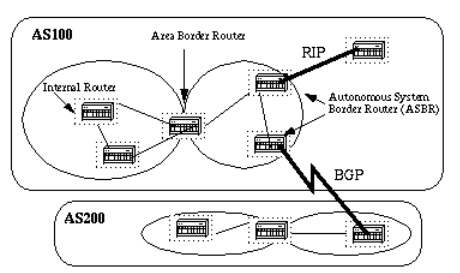 AS100
Area Border Router
RIP
Internal Router
Autonomous System
Border Router (ASBR)
BGP
AS200